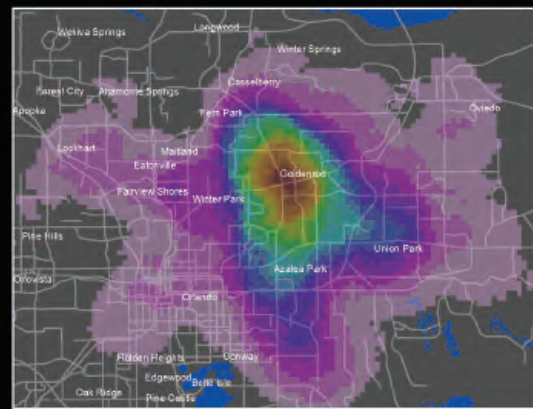 Longwood
Wekiva Springs
Winter Springs
Casselberry
Forest City
Altamonte Springs
Apopka
Oviedo
Fern Park
Lockhart
Maitland
Eatonville
Goldenrod
Fairview Shores
Winter Park
Pine Hills
Union Park
Azalea Park
Orlovista
Orlando
Holden Heights
Conway
Edgewood
Belle Isle
Oak Ridge
Pine Castle